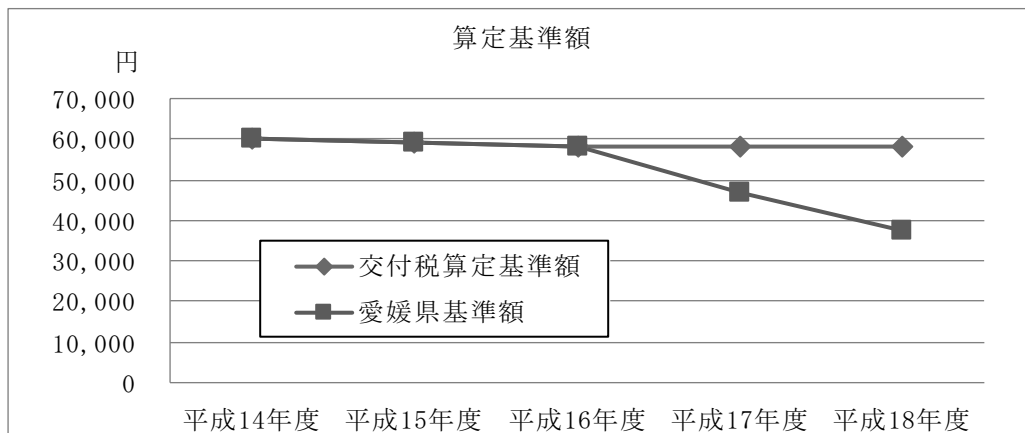 算定基準額
円
70,000
60,000
50,000
40,000
30,000
20,000
10,000
0
交付税算定基準額
愛媛県基準額
平成14年度 平成15年度 平成16年度 平成17年度 平成18年度